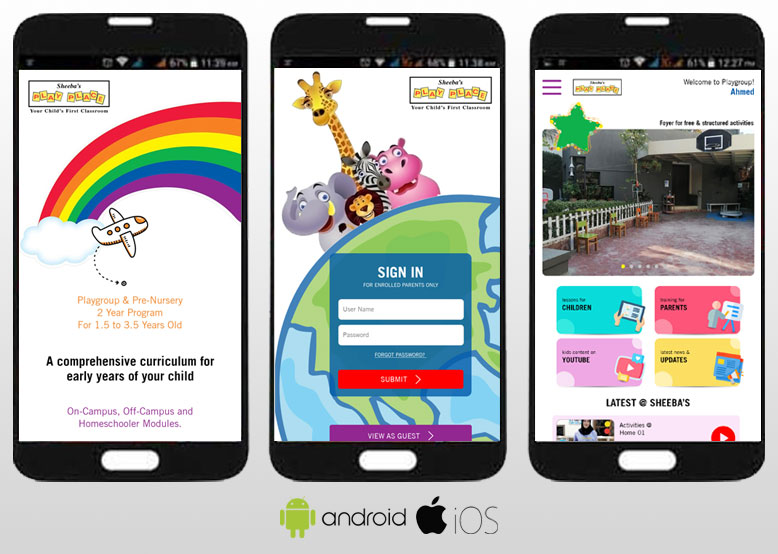 67% 11:39 AM
Sheeba's
PLAY PLACE
Your Child's First Classroom
Playgroup & Pre-Nursery
2 Year Program
For 1.5 to 3.5 Years Old
A comprehensive curriculum for
early years of your child
On-Campus, Off-Campus and
Homeschooler Modules.
68% 11:38 AM
Sheeba's
PLAY PLACE
Your Child's First Classroom
SIGN IN
FOR ENROLLED PARENTS ONLY
User Name
Password
FORGOT PASSWORD?
SUBMIT
VIEW AS GUEST
61% 12:27 PM
Sheeba's
PLAY PLACE
Welcome to Playgroup!
Ahmed
Foyer for free & structured activities
lessons for
CHILDREN
training for
PARENTS
kids content on
YOUTUBE
latest news &
UPDATES
LATEST @ SHEEBA'S
Activities @
Home 01
android iOS